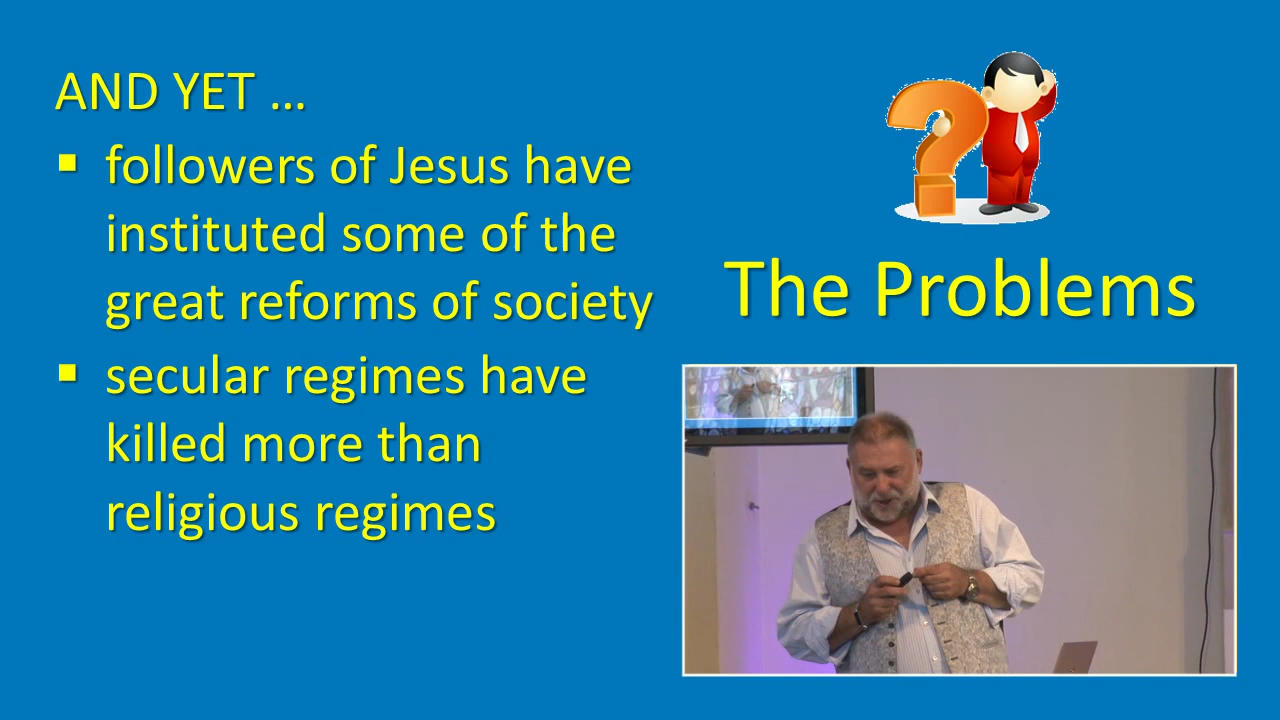 AND YET …
▪ followers of Jesus have
instituted some of the
great reforms of society
▪ secular regimes have
killed more than
religious regimes
The Problems